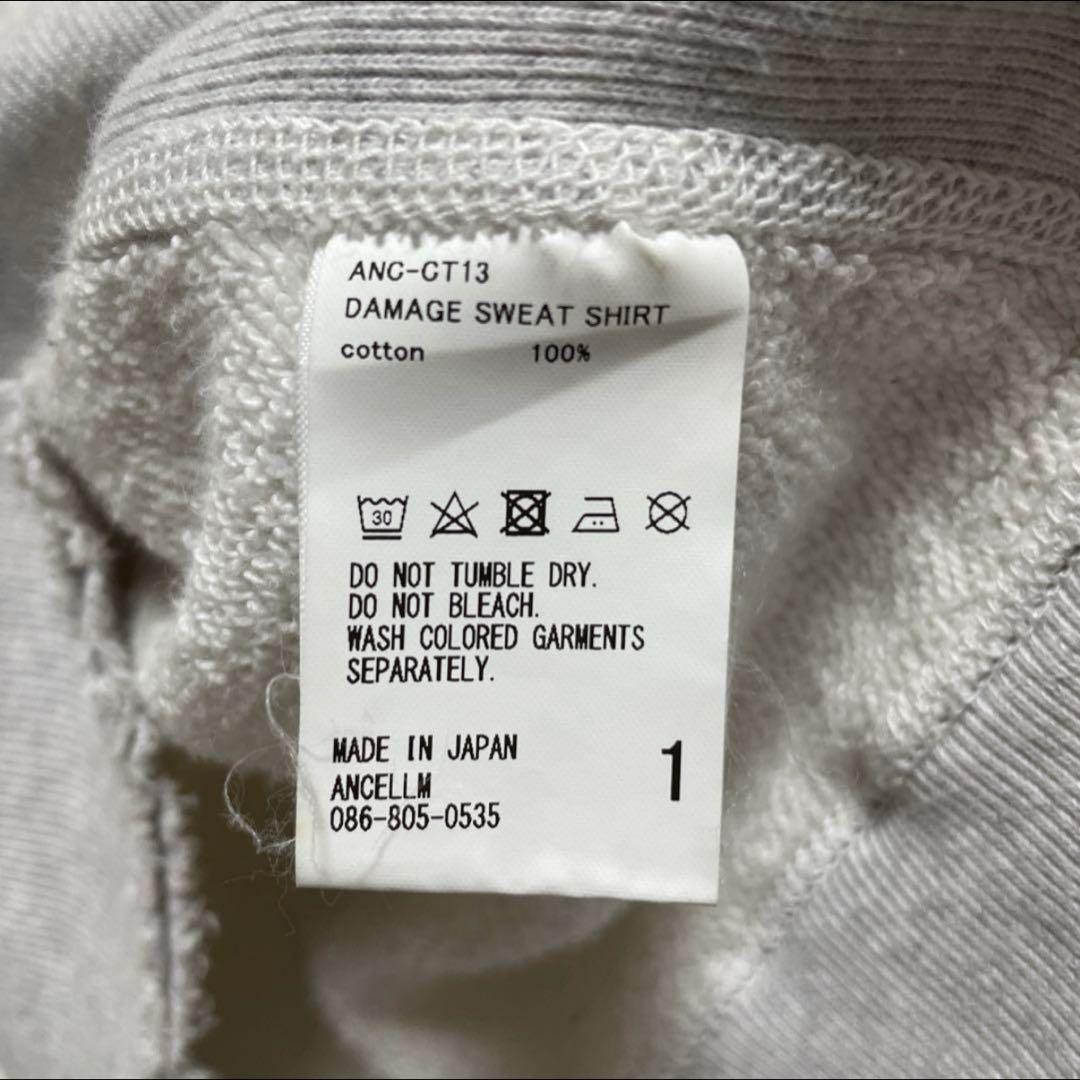 ANC-CT13
DAMAGE SWEAT SHIRT
cotton 100%
30
DO NOT TUMBLE DRY.
DO NOT BLEACH.
WASH COLORED GARMENTS
SEPARATELY.
MADE IN JAPAN
ANCELLM
086-805-0535
1